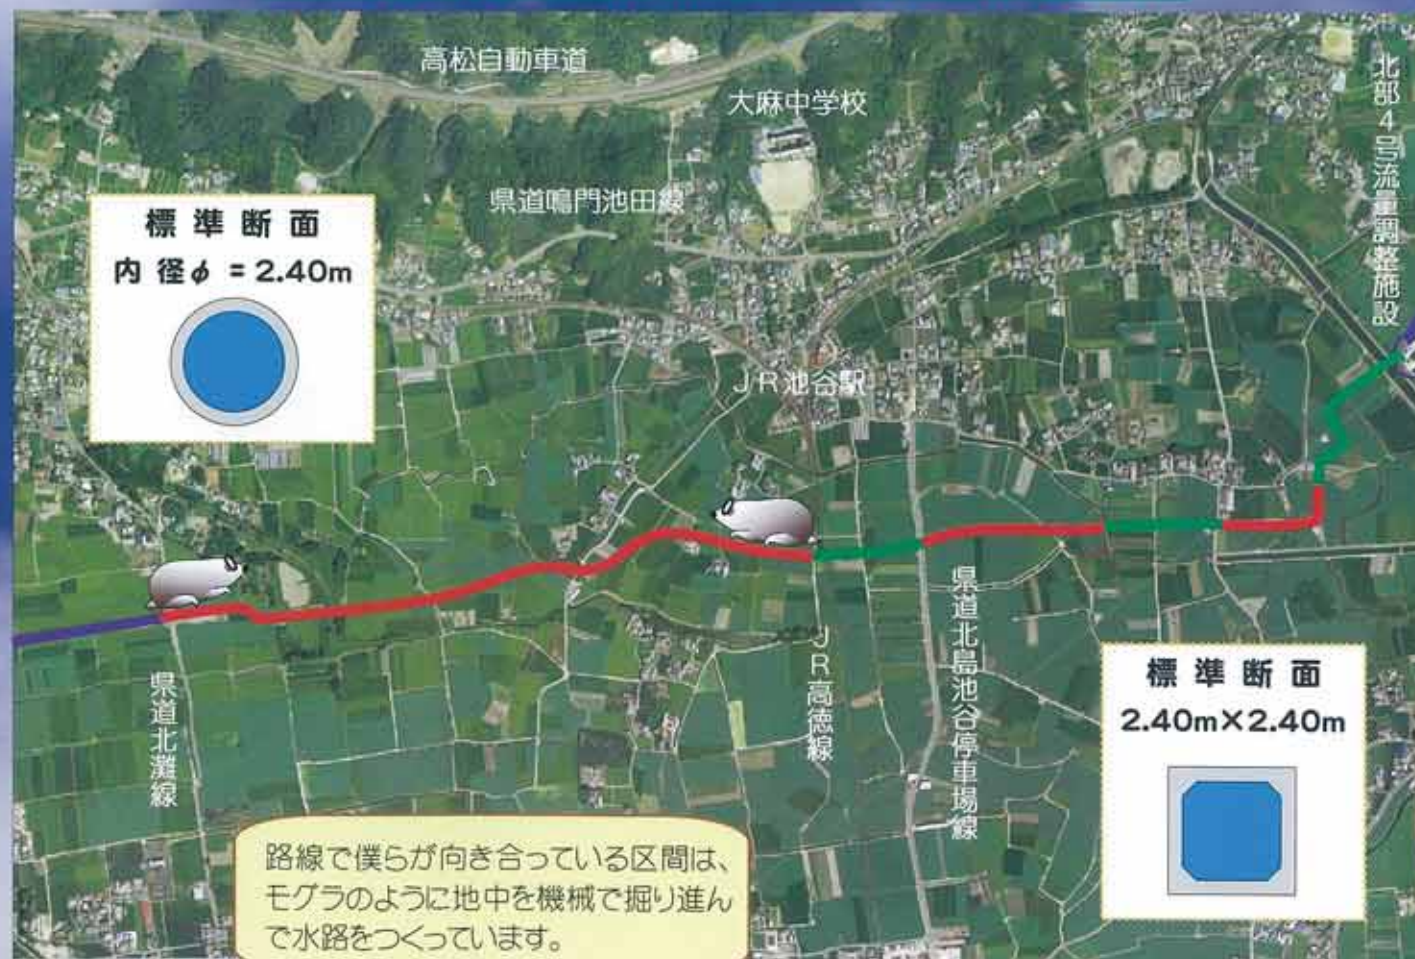 高松自動車道
大麻中学校
県道鳴門池田線
北部4号流量調整施設
標準断面
内径φ = 2.40m
JR池谷駅
県道北灘線
JR高徳線
県道北島池谷停車場線
標準断面
2.40m×2.40m
路線で僕らが向き合っている区間は、
モグラのように地中を機械で掘り進ん
で水路をつくっています。